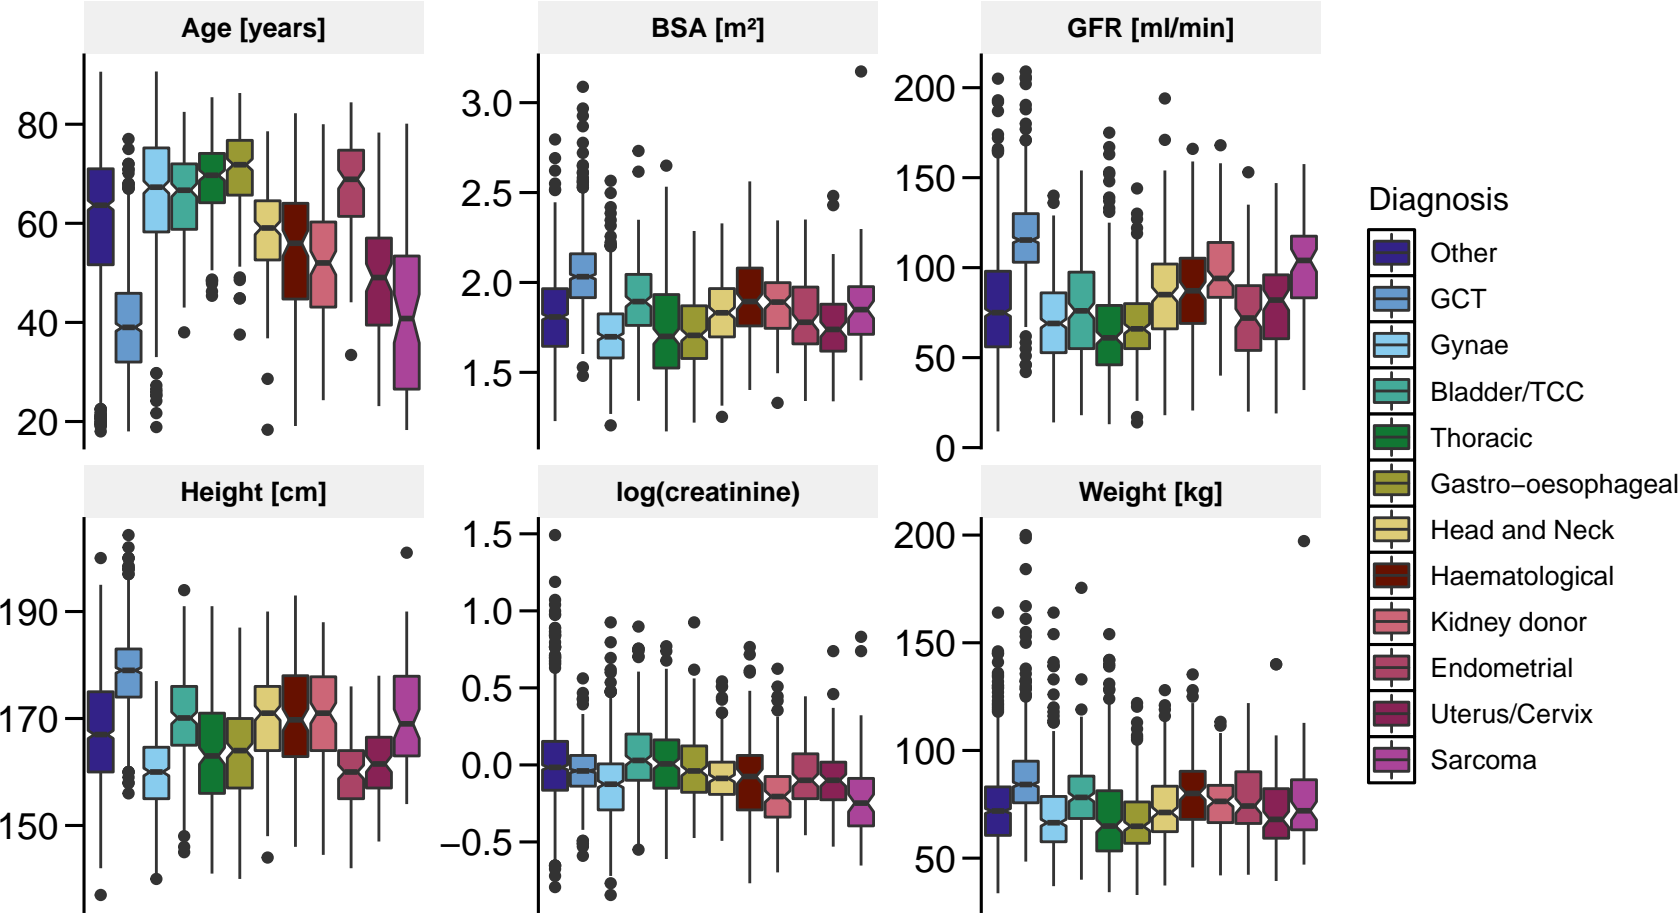 Age [years]
BSA [m²]
GFR [ml/min]
80
60
40
20
3.0
2.5
2.0
1.5
200
150
100
50
0
Height [cm]
log(creatinine)
Weight [kg]
190
170
150
1.5
1.0
0.5
0.0
−0.5
200
150
100
50
Diagnosis
Other
GCT
Gynae
Bladder/TCC
Thoracic
Gastro−oesophageal
Head and Neck
Haematological
Kidney donor
Endometrial
Uterus/Cervix
Sarcoma